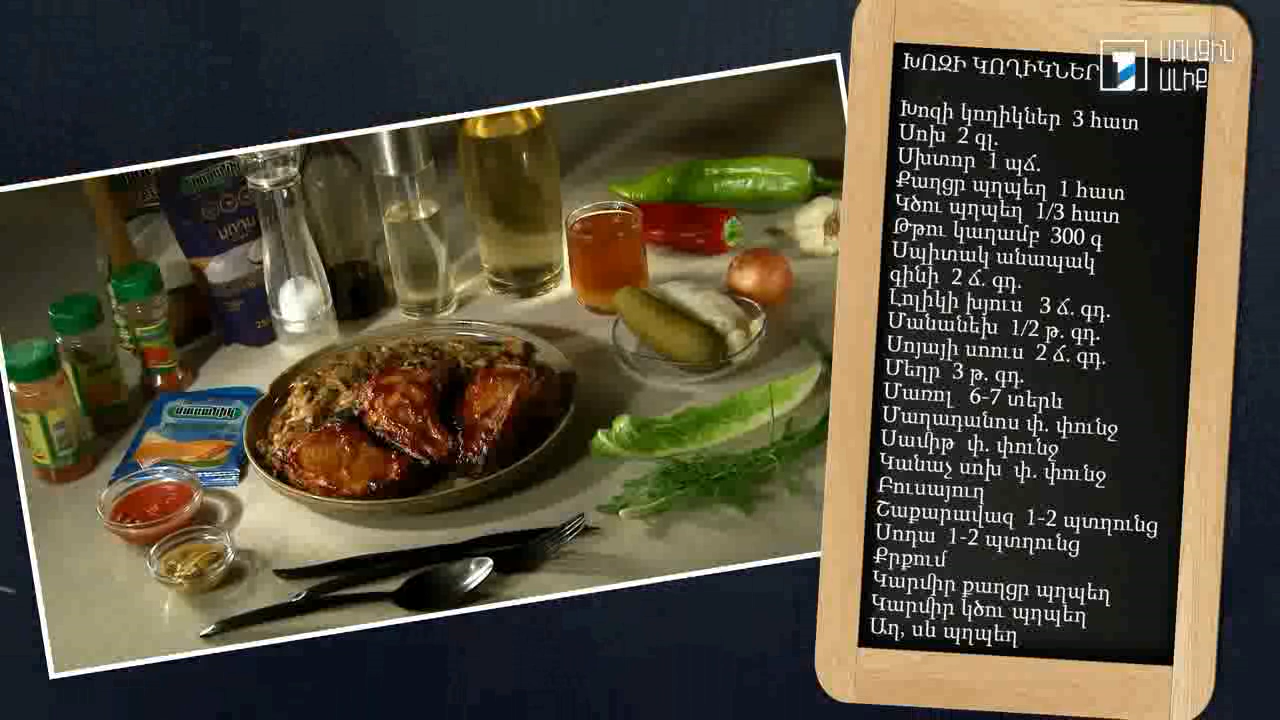 ԽՈԶԻ ԿՈՂԻԿՆԵՐ
ԱՌԱՋԻՆ
ԱԼԻՔ
Խոզի կողիկներ 3 հատ
Սոխ 2 գլ.
Սխտոր 1 պճ.
Քաղցր պղպեղ 1 հատ
Կծու պղպեղ 1/3 հատ
Թթու կաղամբ 300 գ
Սպիտակ անապակ
գինի 2 ճ. գդ.
Լոլիկի խյուս 3 ճ. գդ.
Մանանեխ 1/2 թ. գդ.
Սոյայի սոուս 2 ճ. գդ.
Մեղր 3 թ. գդ.
Մառոլ 6-7 տերև
Մաղադանոս փ. փունջ
Սամիթ փ. փունջ
Կանաչ սոխ փ. փունջ
Բուսայուղ
Շաքարավազ 1-2 պտղունց
Սոդա 1-2 պտղունց
Քրքում
Կարմիր քաղցր պղպեղ
Կարմիր կծու պղպեղ
Աղ, սև պղպեղ